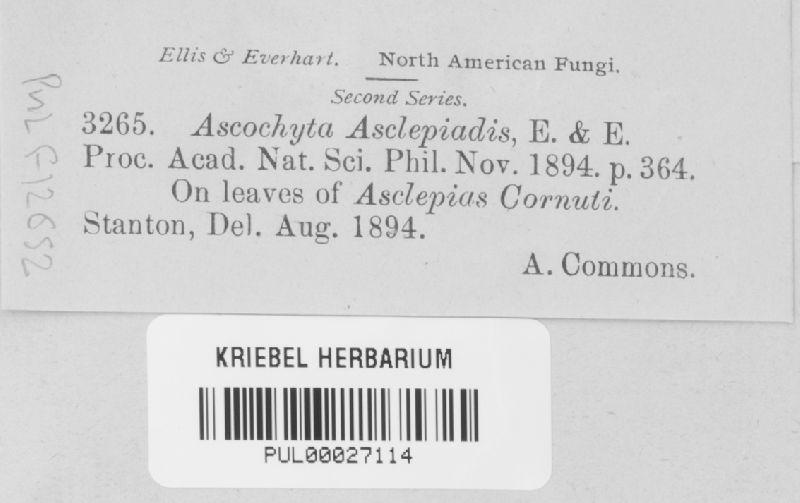 Ellis & Everhart. North American Fungi.
Second Series.
3265. Ascochyta Asclepiadis, E. & E.
Proc. Acad. Nat. Sci. Phil. Nov. 1894. p. 364.
On leaves of Asclepias Cornuti.
Stanton, Del. Aug. 1894.
A. Commons.
PUL F12652
KRIEBEL HERBARIUM
PUL00027114